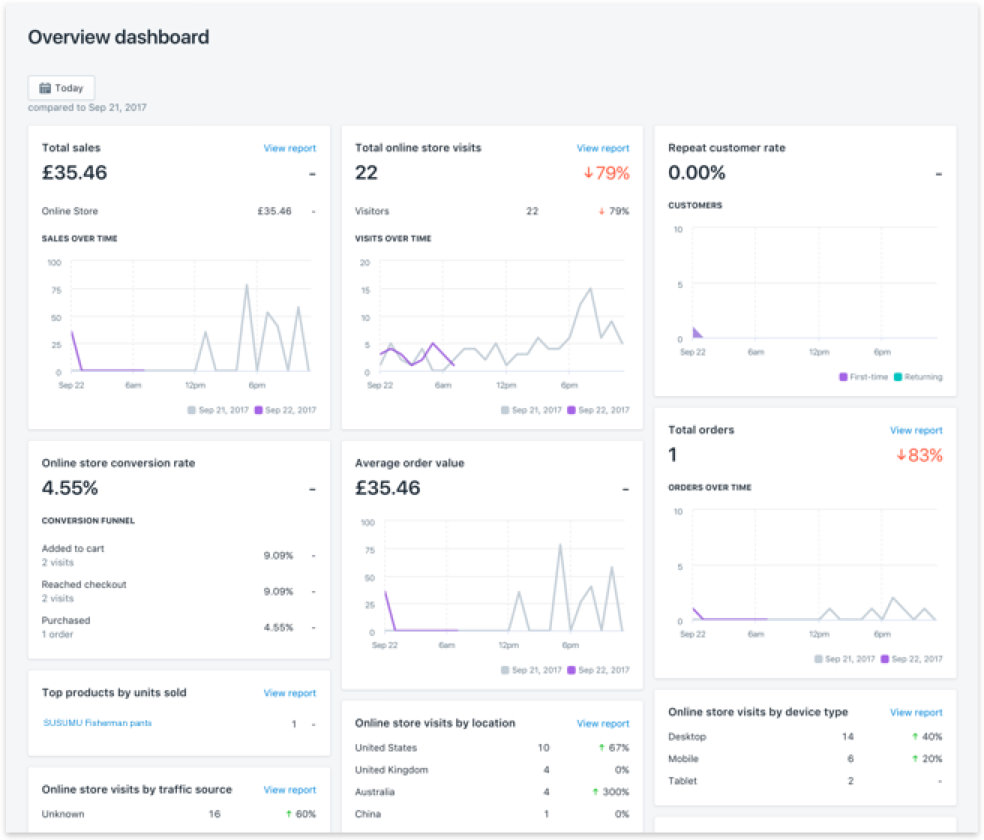 Overview dashboard
Today
compared to Sep 21, 2017
Total sales View report
£35.46 -
Online Store £35.46 -
SALES OVER TIME
100
75
50
25
0
Sep 22 6am 12pm 6pm
Sep 21, 2017 Sep 22, 2017
Online store conversion rate
4.55% -
CONVERSION FUNNEL
Added to cart 9.09% -
2 visits
Reached checkout 9.09% -
2 visits
Purchased 4.55% -
1 order
Top products by units sold View report
SUSUMU Fisherman pants 1 -
Online store visits by traffic source View report
Unknown 16 ↑ 60%
Total online store visits View report
22 ↓79%
Visitors 22 ↓ 79%
VISITS OVER TIME
20
15
10
5
0
Sep 22 6am 12pm 6pm
Sep 21, 2017 Sep 22, 2017
Average order value
£35.46 -
100
75
50
25
0
Sep 22 6am 12pm 6pm
Sep 21, 2017 Sep 22, 2017
Online store visits by location View report
United States 10 ↑ 67%
United Kingdom 4 0%
Australia 4 ↑ 300%
China 1 0%
Repeat customer rate
0.00% -
CUSTOMERS
10
5
0
Sep 22 6am 12pm 6pm
First-time Returning
Total orders View report
1 ↓83%
ORDERS OVER TIME
10
5
0
Sep 22 6am 12pm 6pm
Sep 21, 2017 Sep 22, 2017
Online store visits by device type View report
Desktop 14 ↑ 40%
Mobile 6 ↑ 20%
Tablet 2 -